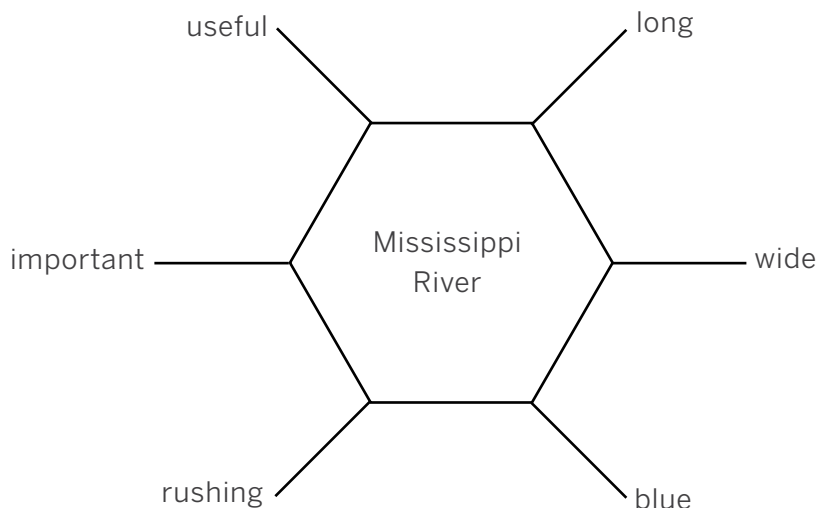 useful
long
important
Mississippi
River
wide
rushing
blue